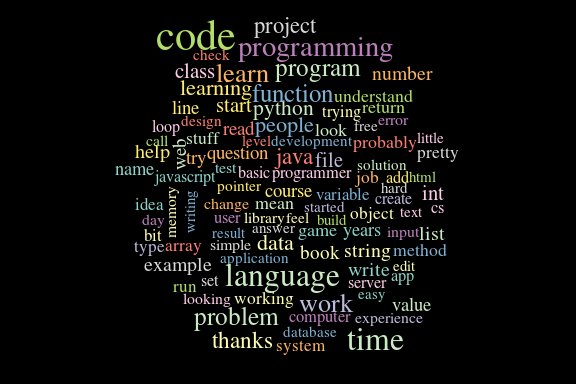 code project
check programming
class learn program number
learning function understand
line start python trying return
loop design read people look free error
call stuff level development probably little
help web try question java file pretty
name javascript test basic programmer solution job add html
pointer course variable hard create int
idea memory writing change mean started object text cs
day user library feel build
bit result answer game years input list
type array simple data book string method
example application language write edit
run set server app
looking working work easy value
problem computer experience
thanks database time
system